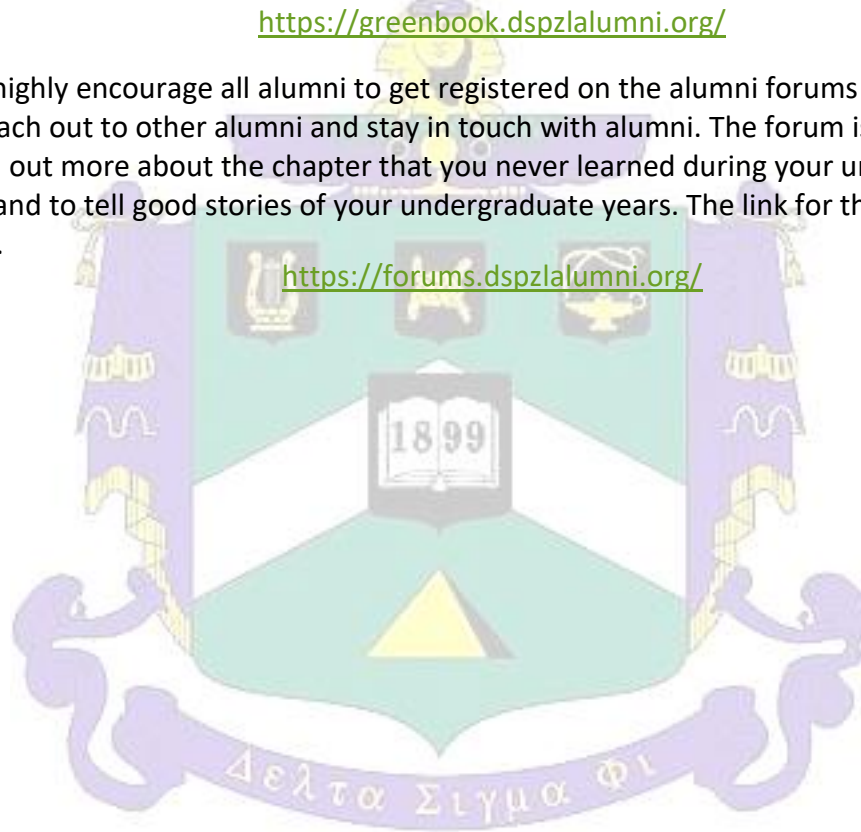 https://greenbook.dspzlalumni.org/
highly encourage all alumni to get registered on the alumni forums
ach out to other alumni and stay in touch with alumni. The forum is
out more about the chapter that you never learned during your
and to tell good stories of your undergraduate years. The link for
.
https://forums.dspzlalumni.org/
1899
Δελτα Σιγμα Φι